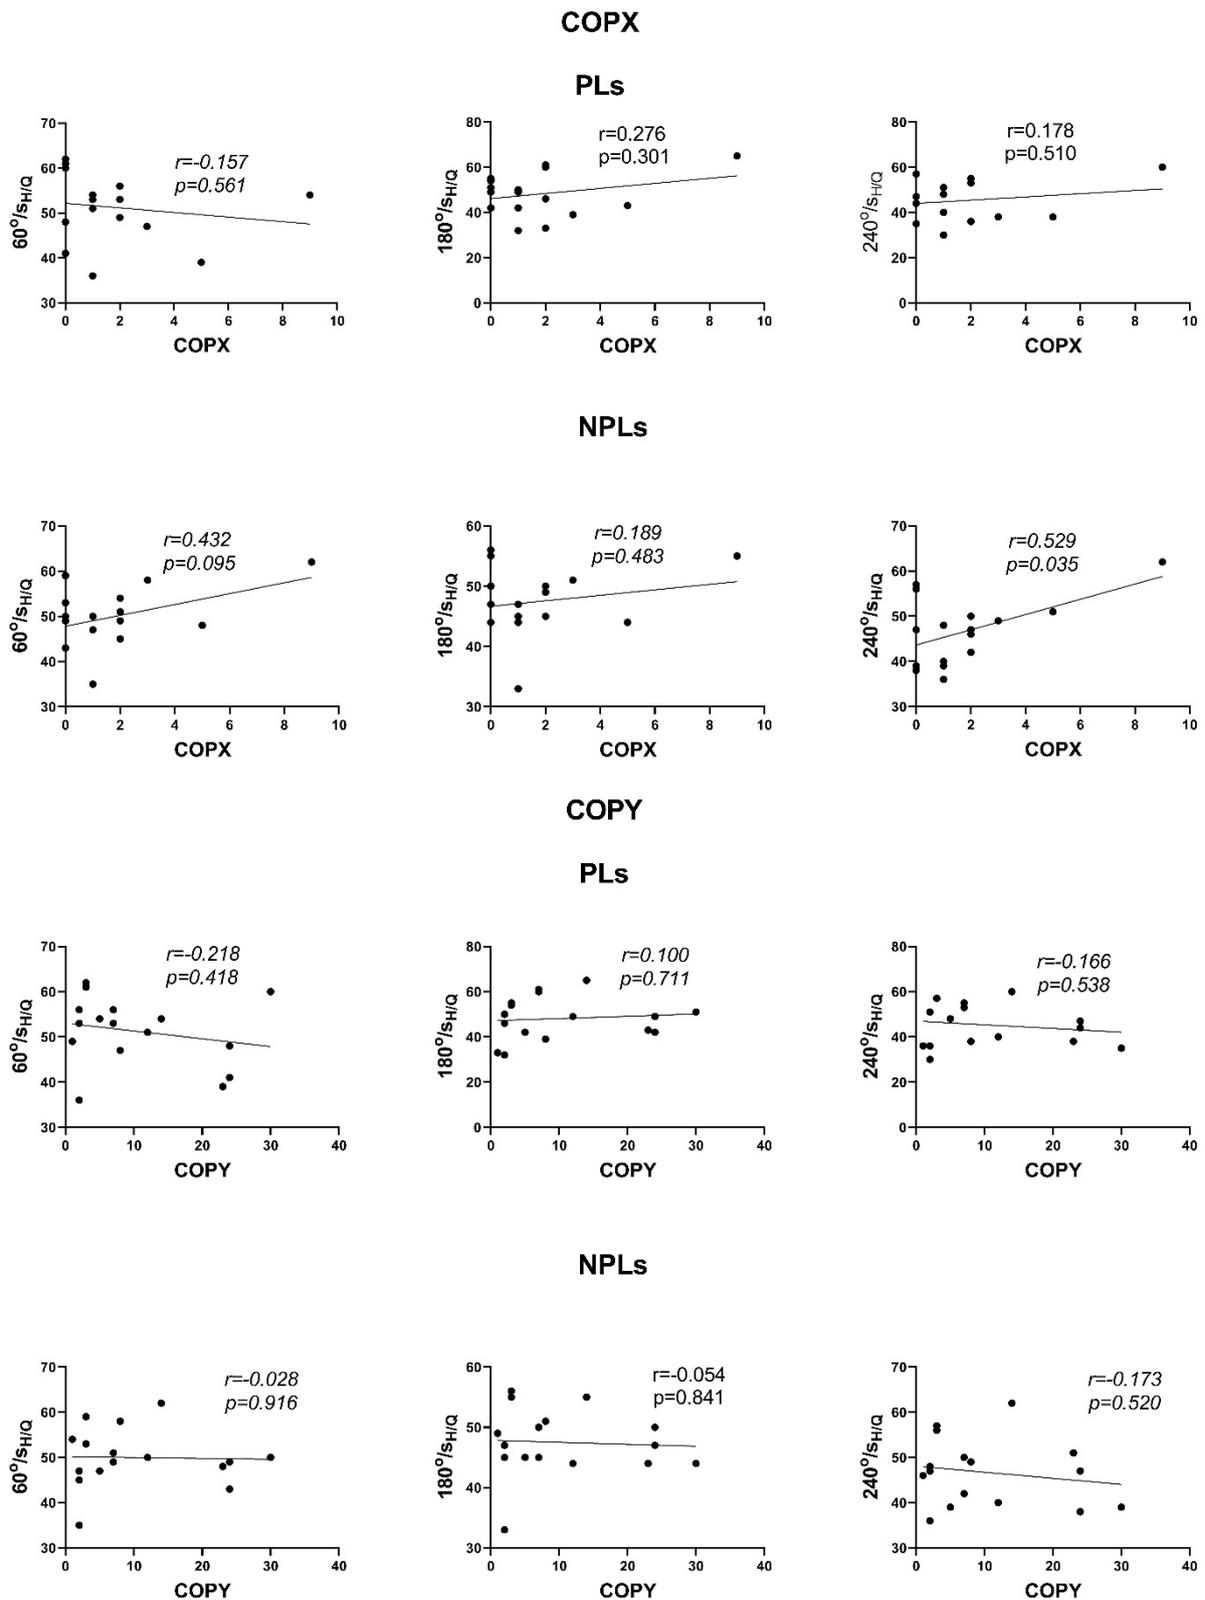 COPX
PLs
70
60
50
40
30
60°/sH/Q
r=-0.157
p=0.561
0 2 4 6 8 10
COPX
80
60
40
20
0
180°/sH/Q
r=0.276
p=0.301
0 2 4 6 8 10
COPX
80
60
40
20
0
240°/sH/Q
r=0.178
p=0.510
0 2 4 6 8 10
COPX
NPLs
70
60
50
40
30
60°/sH/Q
r=0.432
p=0.095
0 2 4 6 8 10
COPX
60
50
40
30
180°/sH/Q
r=0.189
p=0.483
0 2 4 6 8 10
COPX
70
60
50
40
30
240°/sH/Q
r=0.529
p=0.035
0 2 4 6 8 10
COPX
COPY
PLs
70
60
50
40
30
60°/sH/Q
r=-0.218
p=0.418
0 10 20 30 40
COPY
80
60
40
20
0
180°/sH/Q
r=0.100
p=0.711
0 10 20 30 40
COPY
80
60
40
20
0
240°/sH/Q
r=-0.166
p=0.538
0 10 20 30 40
COPY
NPLs
70
60
50
40
30
60°/sH/Q
r=-0.028
p=0.916
0 10 20 30 40
COPY
60
50
40
30
180°/sH/Q
r=-0.054
p=0.841
0 10 20 30 40
COPY
70
60
50
40
30
240°/sH/Q
r=-0.173
p=0.520
0 10 20 30 40
COPY